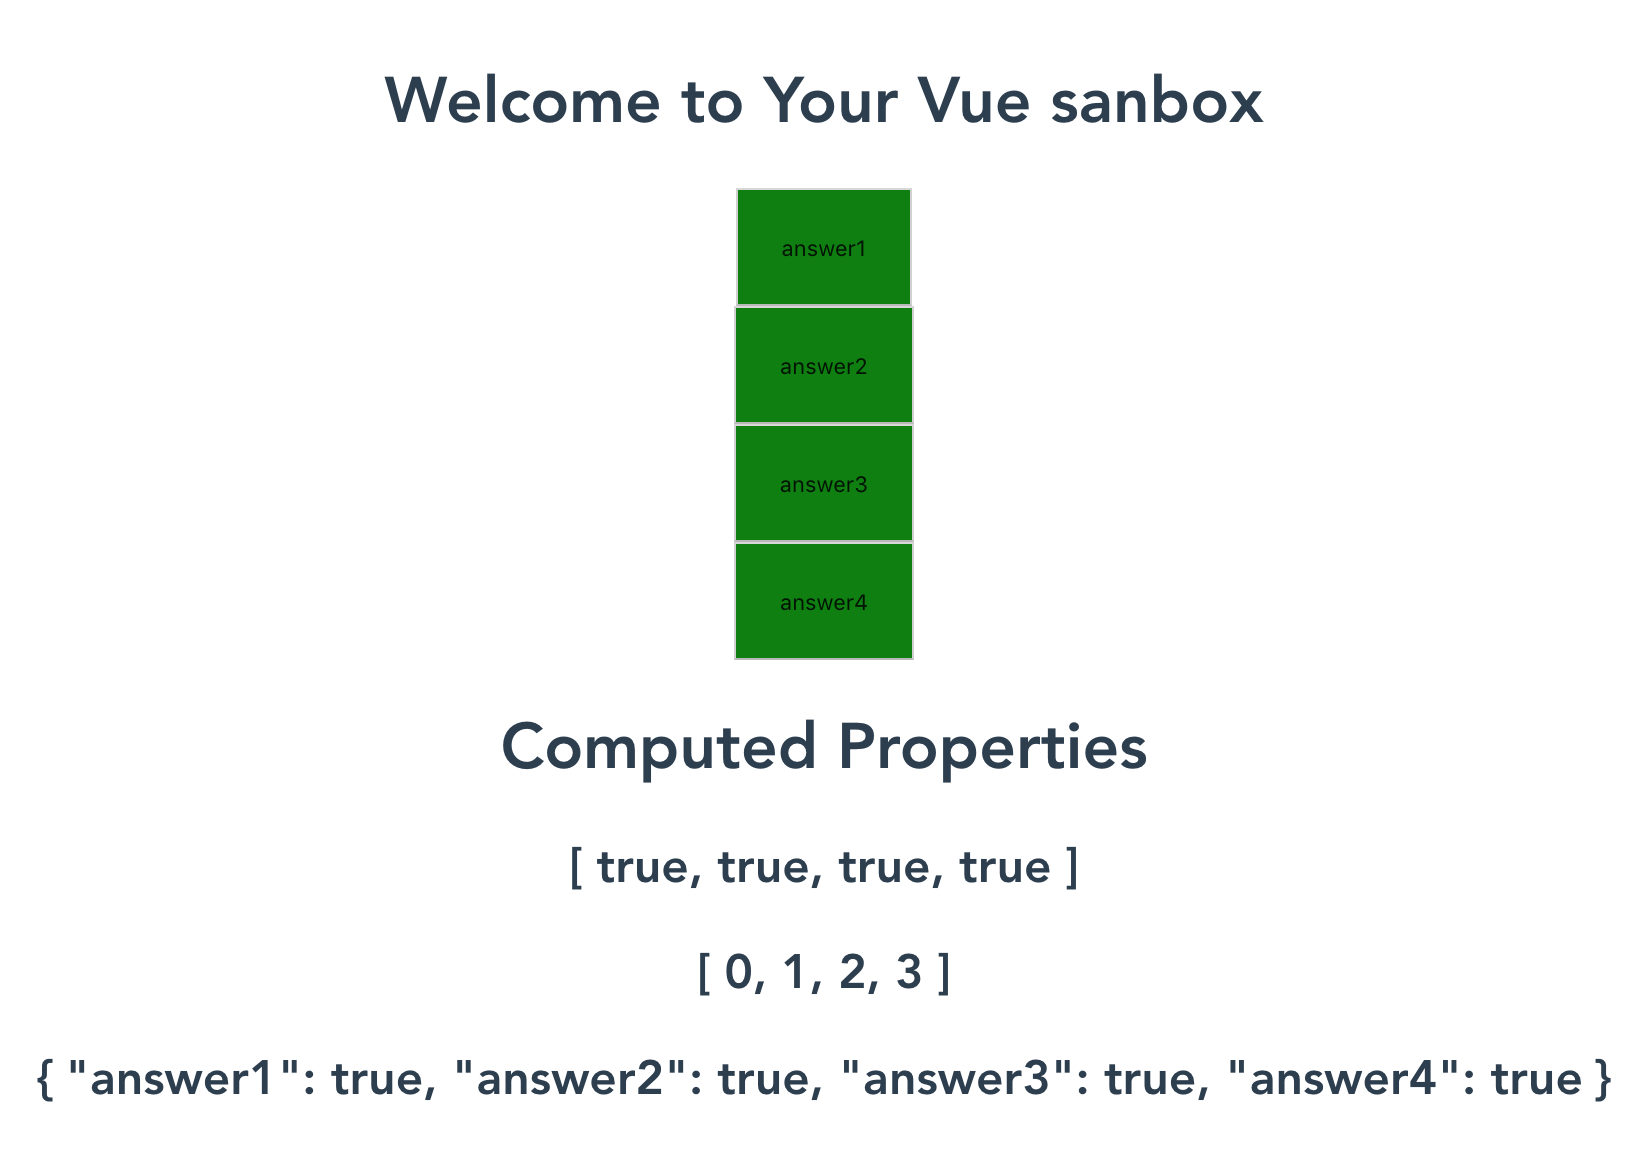 Welcome to Your Vue sanbox
answer1
answer2
answer3
answer4
Computed Properties
[ true, true, true, true ]
[ 0, 1, 2, 3 ]
{ "answer1": true, "answer2": true, "answer3": true, "answer4": true }